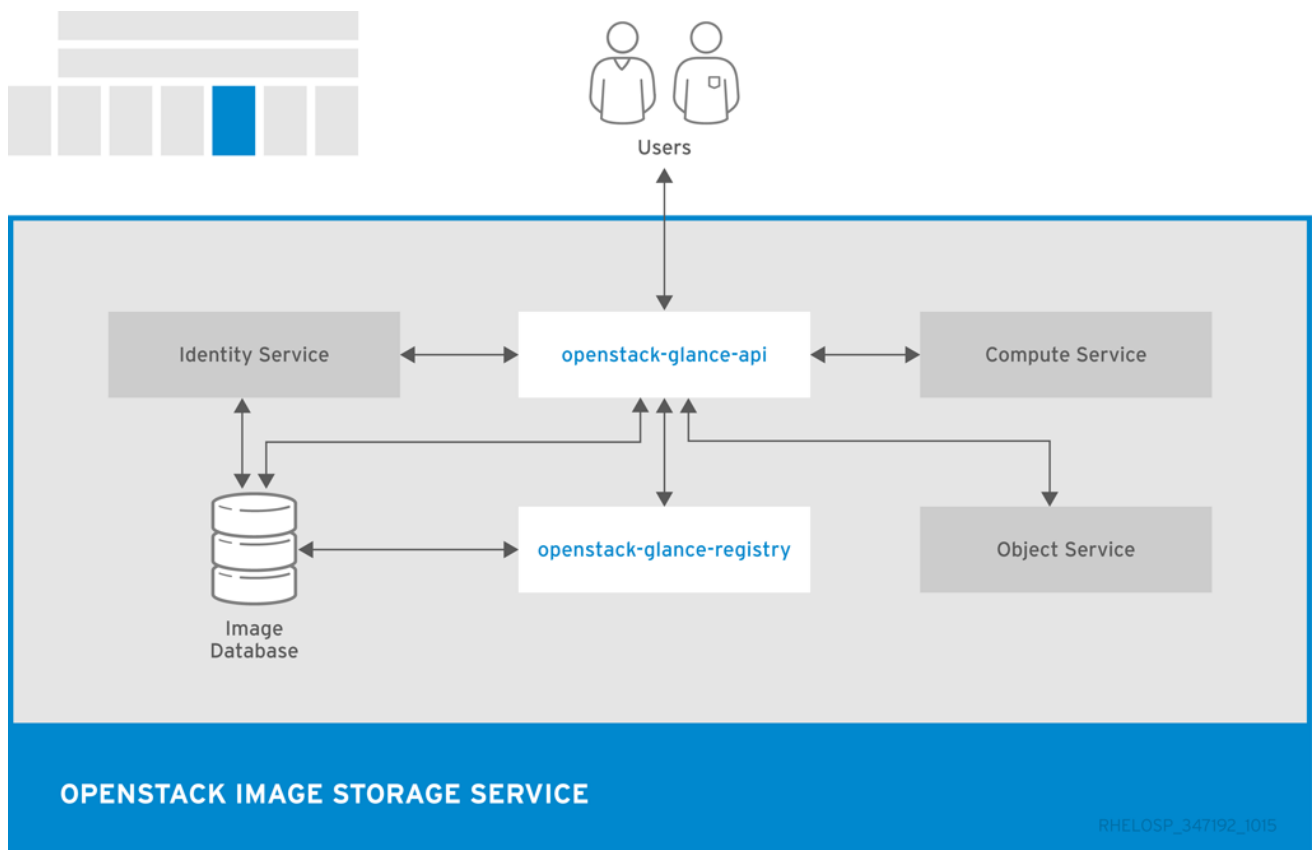 Users
Identity Service
openstack-glance-api
Compute Service
openstack-glance-registry
Object Service
Image
Database
OPENSTACK IMAGE STORAGE SERVICE
RHELOSP_347192_1015